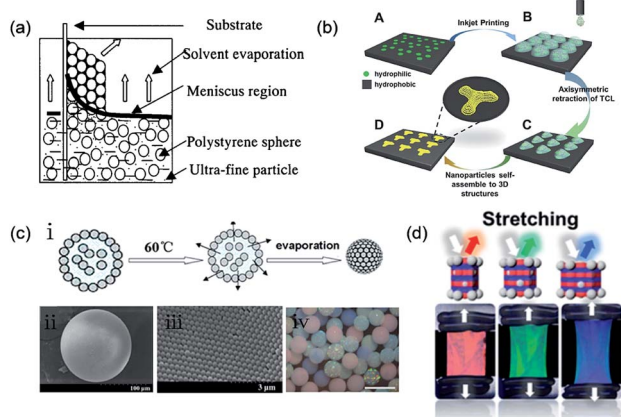 (a)
Substrate
Solvent evaporation
Meniscus region
Polystyrene sphere
Ultra-fine particle
(b)
A
Inkjet Printing
B
hydrophilic
hydrophobic
Axisymmetric
retraction of TCL
D
C
Nanoparticles self-
assemble to 3D
structures
(c)
i
60℃
evaporation
ii
100 μm
iii
3 μm
iv
(d)
Stretching